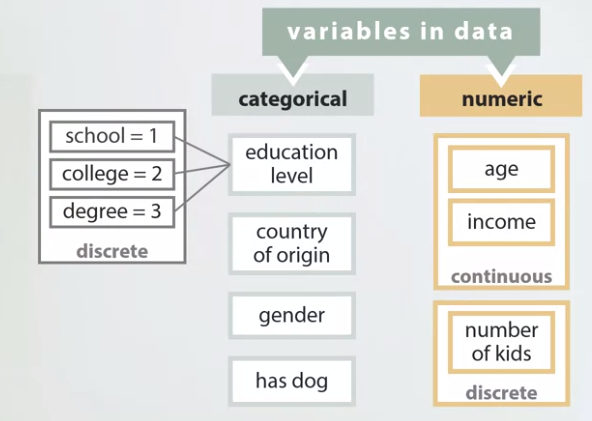 variables in data
categorical
numeric
school = 1
college = 2
degree = 3
discrete
education
level
country
of origin
gender
has dog
age
income
continuous
number
of kids
discrete